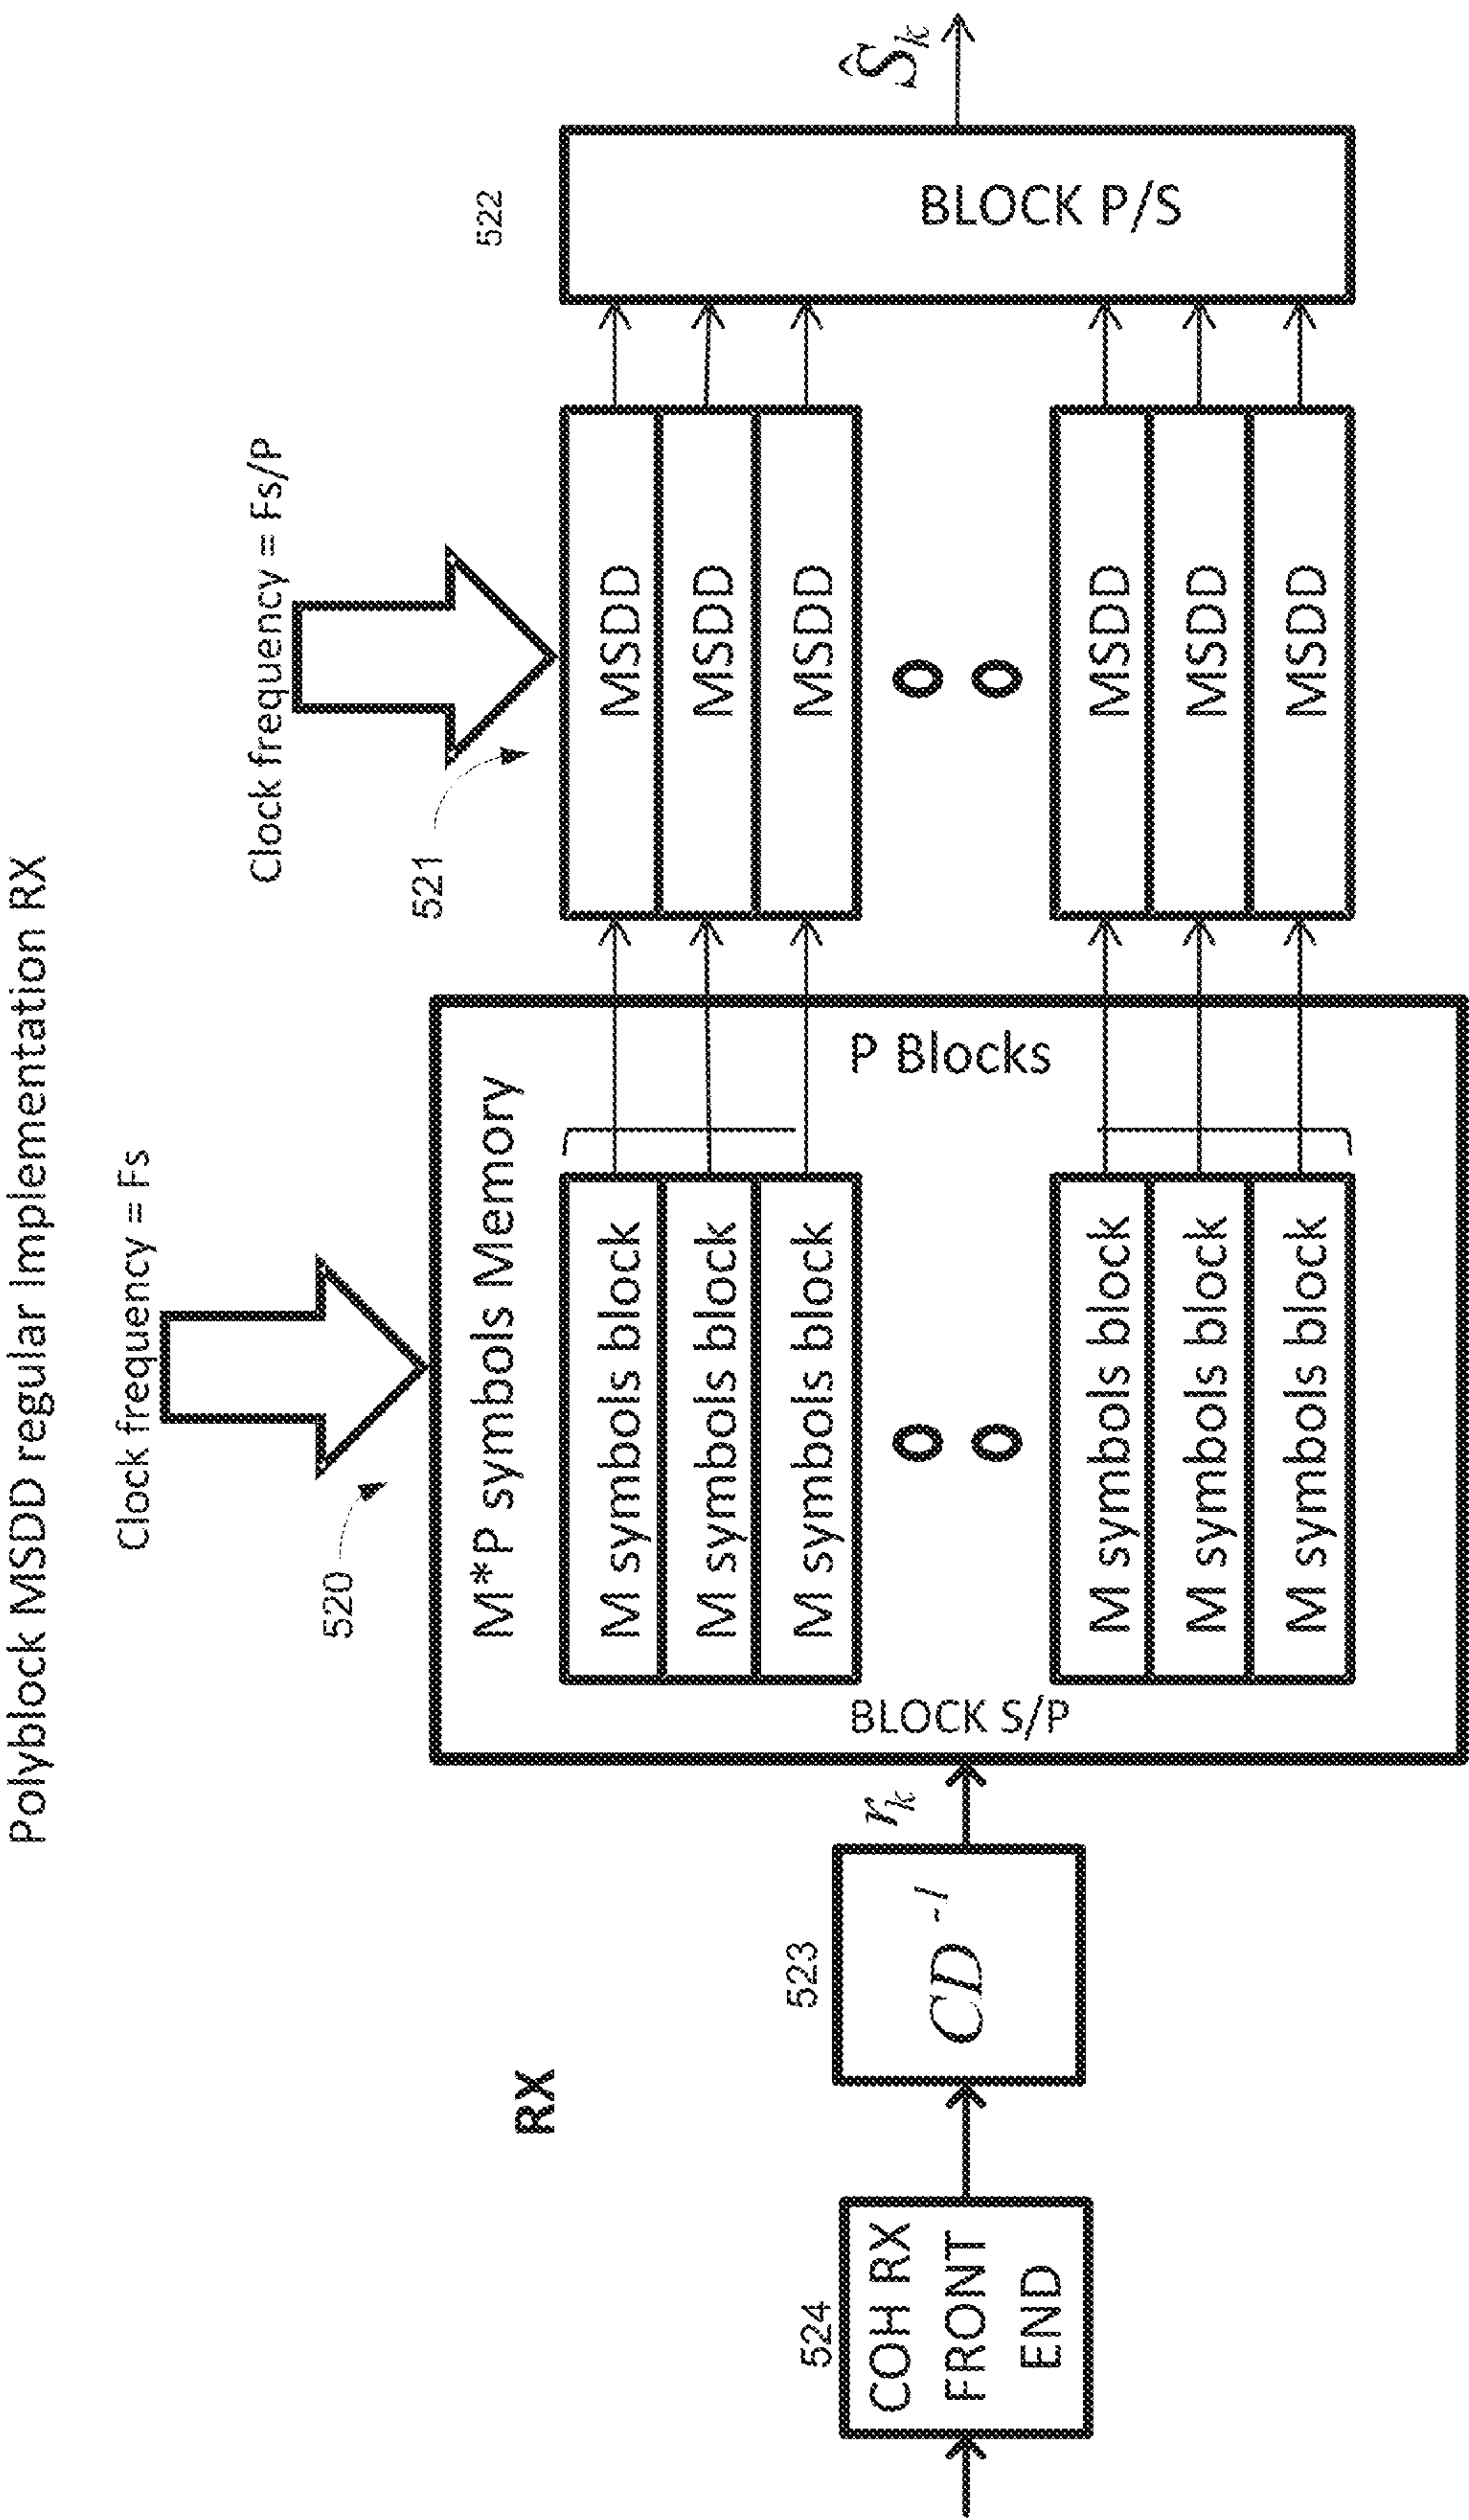 Polyblock MSDD regular Implementation RX
Clock frequency = Fs
Clock frequency = Fs/P
520
521
522
RX
524
COH RX
FRONT
END
523
CD⁻¹
rₖ
BLOCK S/P
M*P symbols Memory
M symbols block
M symbols block
M symbols block
M symbols block
M symbols block
M symbols block
P Blocks
MSDD
MSDD
MSDD
MSDD
MSDD
MSDD
BLOCK P/S
Ŝₖ